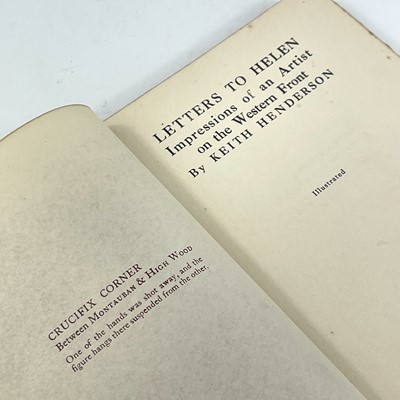 CRUCIFIX CORNER
Between MONTAUBAN & HIGH WOOD
One of the hands was shot away, and the
figure hangs there suspended from the other.
LETTERS TO HELEN
Impressions of an Artist
on the Western Front
By KEITH HENDERSON
Illustrated